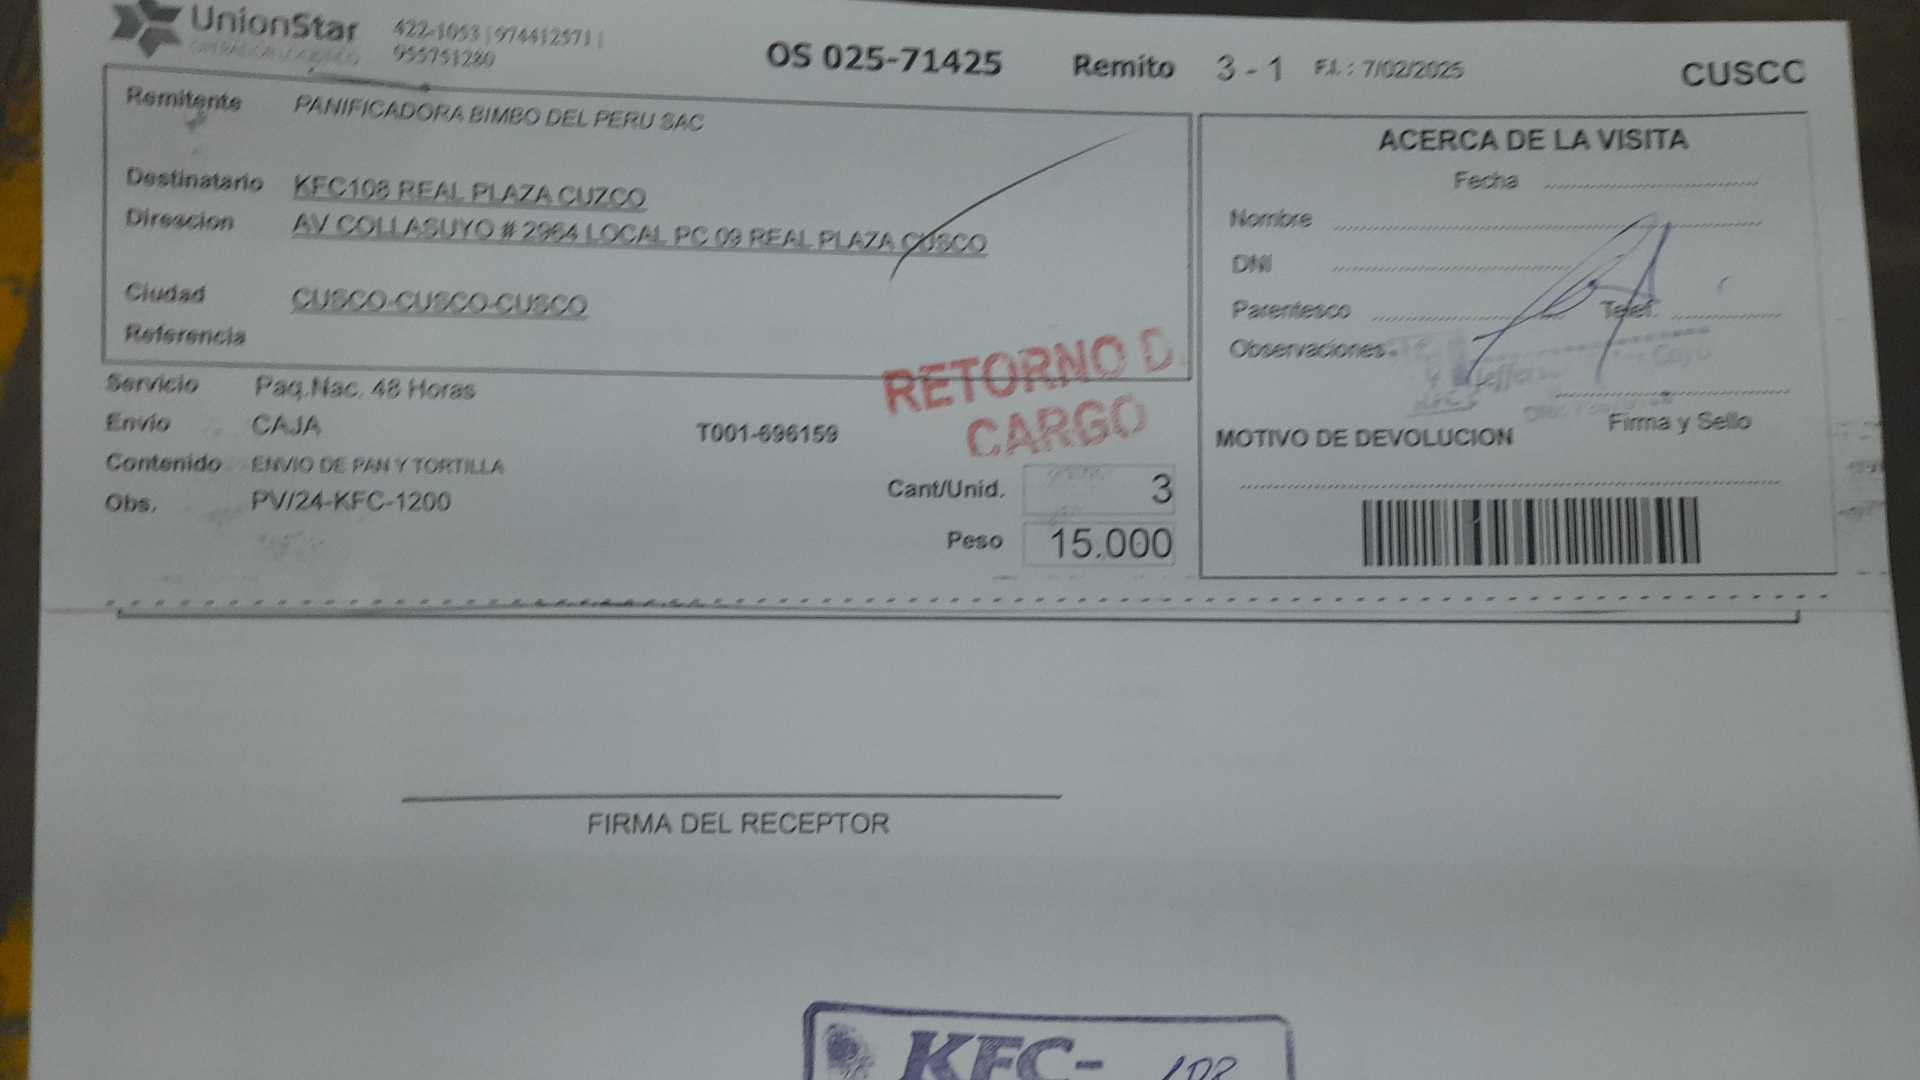 UnionStar
422-1053 | 974412571 |
955751280
OS 025-71425
Remito 3 - 1 F.I. : 7/02/2025
CUSCC
Remitente PANIFICADORA BIMBO DEL PERU SAC
Destinatario KFC108 REAL PLAZA CUZCO
Direccion AV COLLASUYO # 2964 LOCAL PC 09 REAL PLAZA CUSCO
Ciudad CUSCO-CUSCO-CUSCO
Referencia
Servicio Paq.Nac. 48 Horas
Envio CAJA
T001-696159
Contenido ENVIO DE PAN Y TORTILLA
Obs. PV/24-KFC-1200
RETORNO D.
CARGO
Cant/Unid. 3
Peso 15.000
ACERCA DE LA VISITA
Fecha
Nombre
DNI
Parentesco Telef.
Observaciones
Firma y Sello
MOTIVO DE DEVOLUCION
FIRMA DEL RECEPTOR
KFC- 108